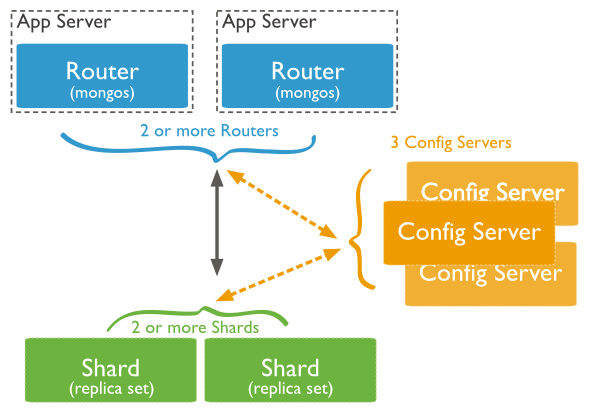 App Server
App Server
Router
(mongos)
Router
(mongos)
2 or more Routers
3 Config Servers
Config Server
Config Server
Config Server
2 or more Shards
Shard
(replica set)
Shard
(replica set)